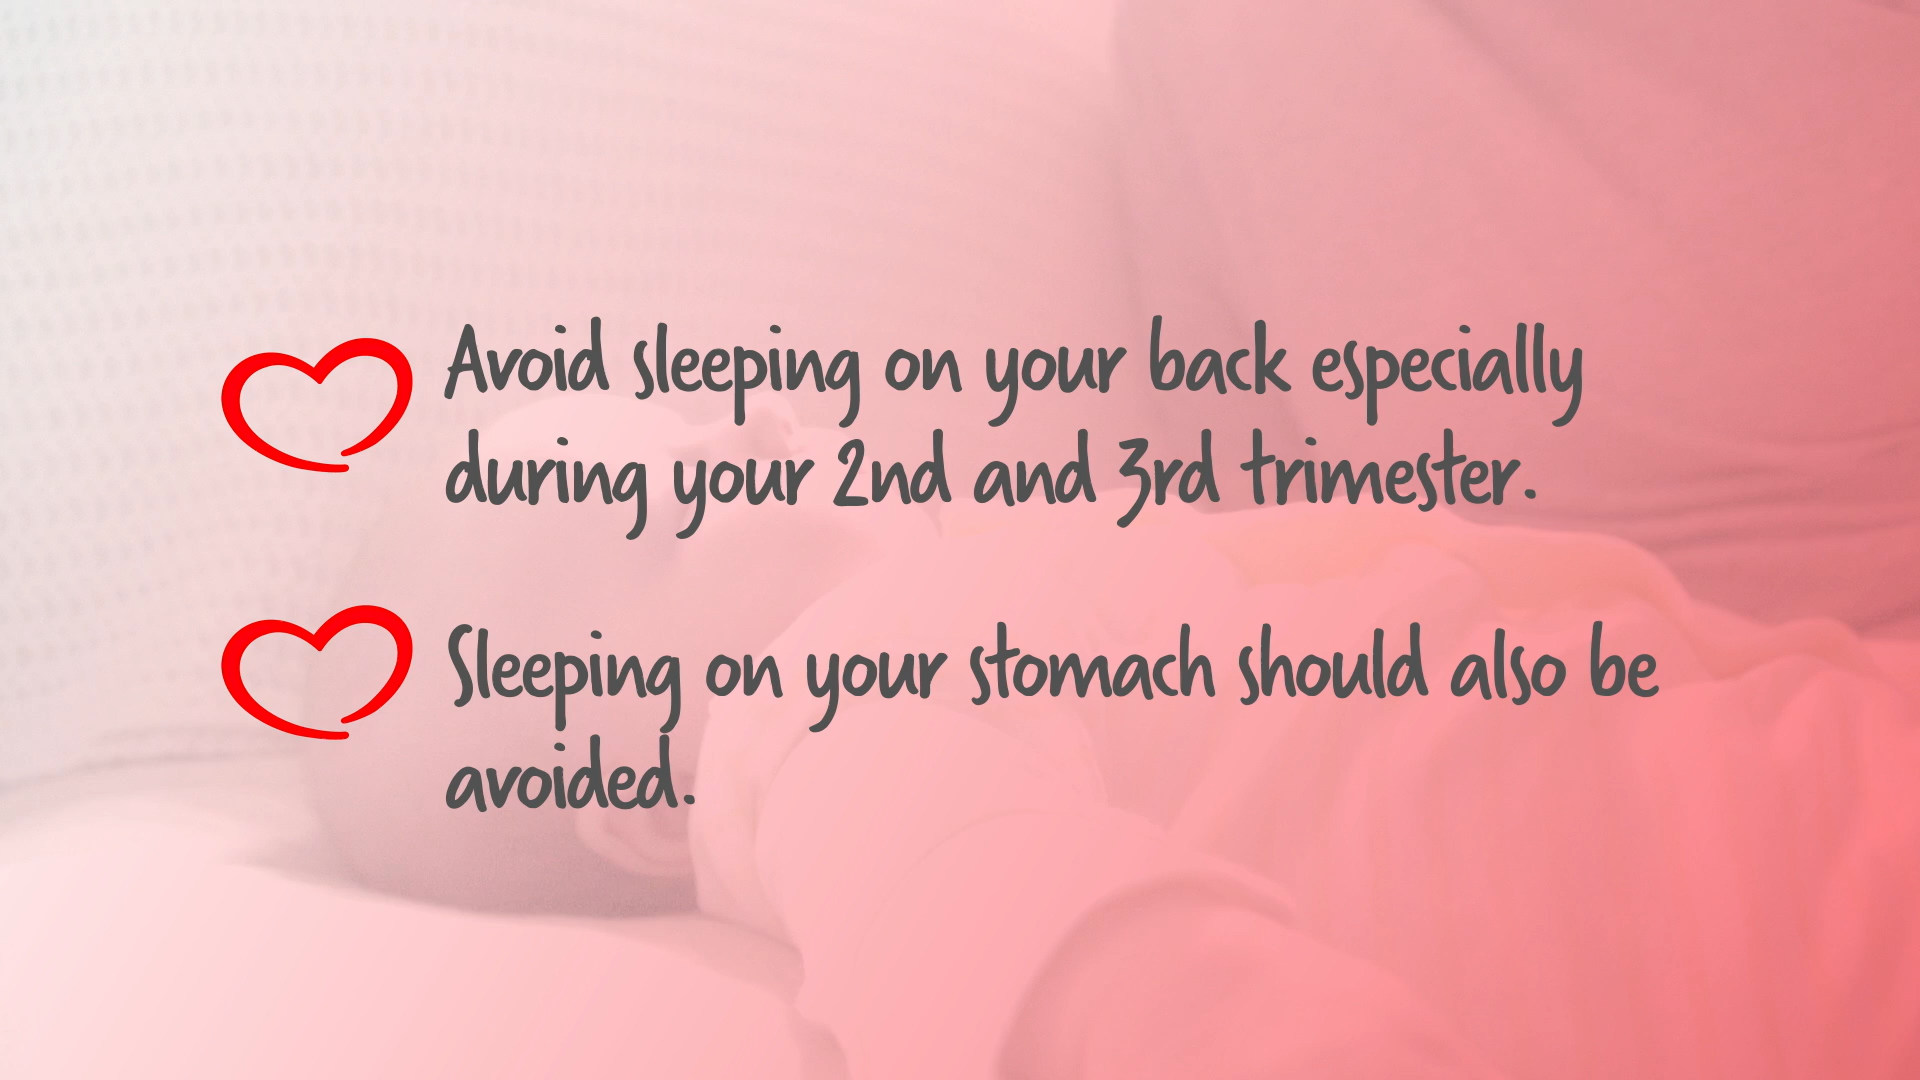 Avoid sleeping on your back especially
during your 2nd and 3rd trimester.
Sleeping on your stomach should also be
avoided.